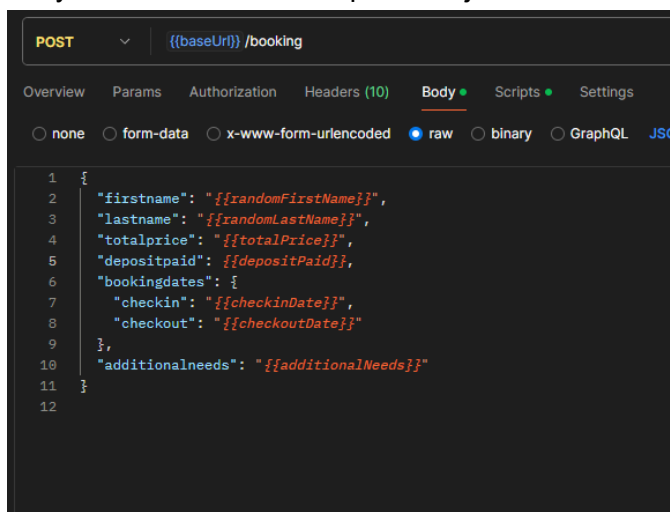 POST {{baseUrl}} /booking
Overview Params Authorization Headers (10) Body Scripts Settings
none form-data x-www-form-urlencoded raw binary GraphQL
1 {
2 "firstname": "{{randomFirstName}}",
3 "lastname": "{{randomLastName}}",
4 "totalprice": "{{totalPrice}}",
5 "depositpaid": {{depositPaid}},
6 "bookingdates": {
7 "checkin": "{{checkinDate}}",
8 "checkout": "{{checkoutDate}}"
9 },
10 "additionalneeds": "{{additionalNeeds}}"
11 }
12